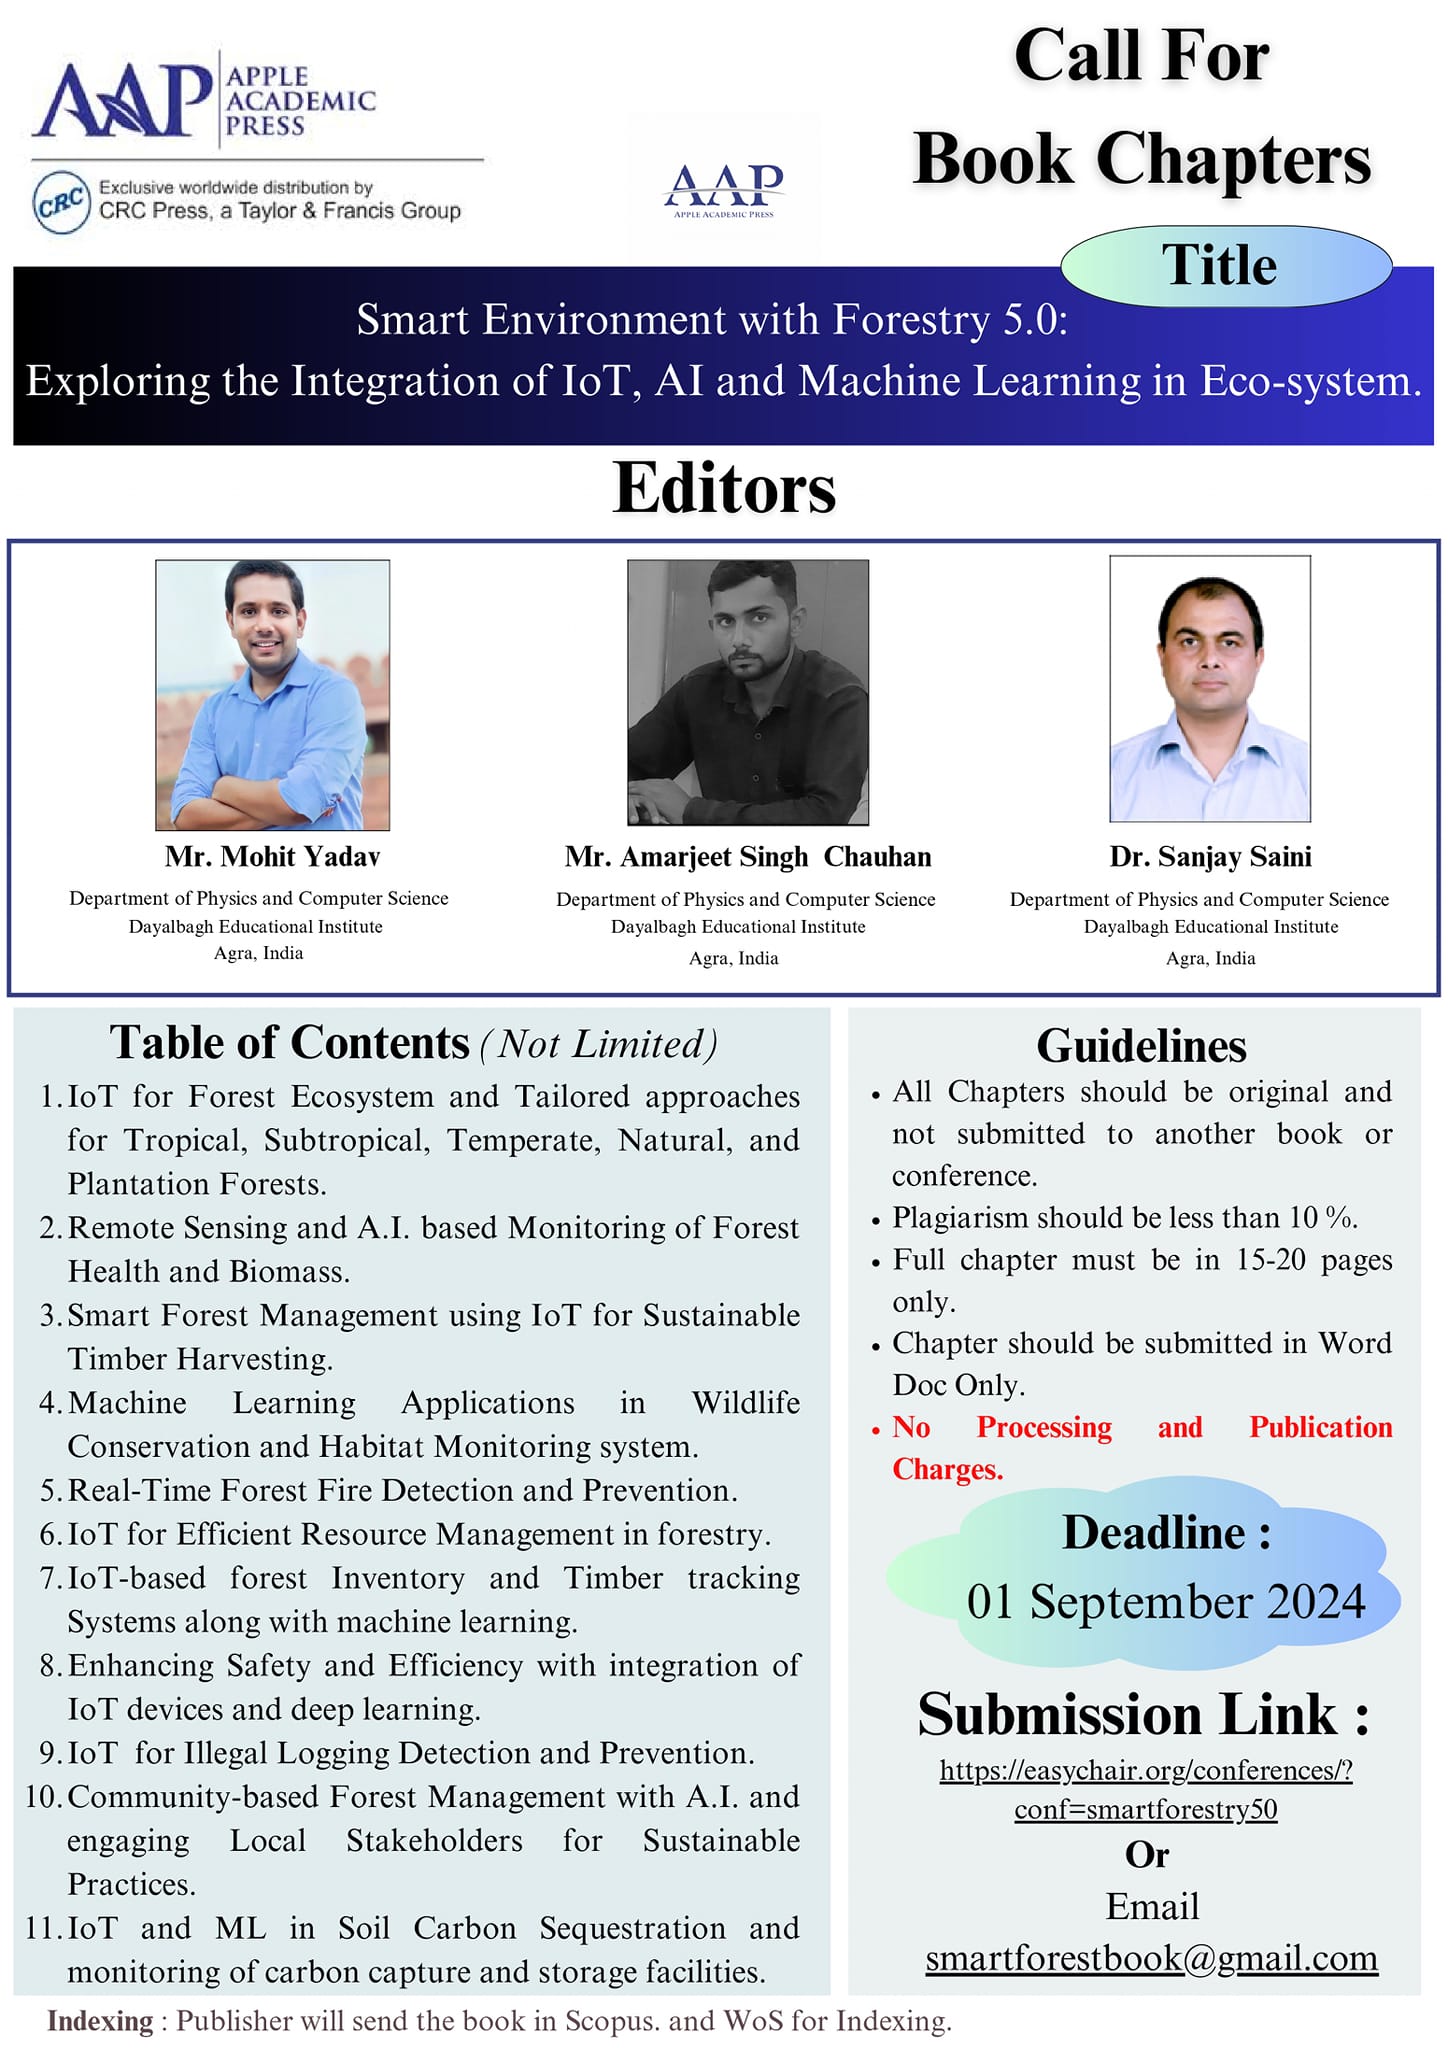 AAP
APPLE
ACADEMIC
PRESS
CRC
Exclusive worldwide distribution by
CRC Press, a Taylor & Francis Group
AAP
APPLE ACADEMIC PRESS
Call For
Book Chapters
Title
Smart Environment with Forestry 5.0:
Exploring the Integration of IoT, AI and Machine Learning in Eco-system.
Editors
Mr. Mohit Yadav
Department of Physics and Computer Science
Dayalbagh Educational Institute
Agra, India
Mr. Amarjeet Singh  Chauhan
Department of Physics and Computer Science
Dayalbagh Educational Institute
Agra, India
Dr. Sanjay Saini
Department of Physics and Computer Science
Dayalbagh Educational Institute
Agra, India
Table of Contents (Not Limited)
1. IoT for Forest Ecosystem and Tailored approaches
for Tropical, Subtropical, Temperate, Natural, and
Plantation Forests.
2. Remote Sensing and A.I. based Monitoring of Forest
Health and Biomass.
3. Smart Forest Management using IoT for Sustainable
Timber Harvesting.
4. Machine Learning Applications in Wildlife
Conservation and Habitat Monitoring system.
5. Real-Time Forest Fire Detection and Prevention.
6. IoT for Efficient Resource Management in forestry.
7. IoT-based forest Inventory and Timber tracking
Systems along with machine learning.
8. Enhancing Safety and Efficiency with integration of
IoT devices and deep learning.
9. IoT  for Illegal Logging Detection and Prevention.
10. Community-based Forest Management with A.I. and
engaging Local Stakeholders for Sustainable
Practices.
11. IoT and ML in Soil Carbon Sequestration and
monitoring of carbon capture and storage facilities.
Guidelines
• All Chapters should be original and
not submitted to another book or
conference.
• Plagiarism should be less than 10 %.
• Full chapter must be in 15-20 pages
only.
• Chapter should be submitted in Word
Doc Only.
• No Processing and Publication
Charges.
Deadline :
01 September 2024
Submission Link :
https://easychair.org/conferences/?
conf=smartforestry50
Or
Email
smartforestbook@gmail.com
Indexing : Publisher will send the book in Scopus. and WoS for Indexing.